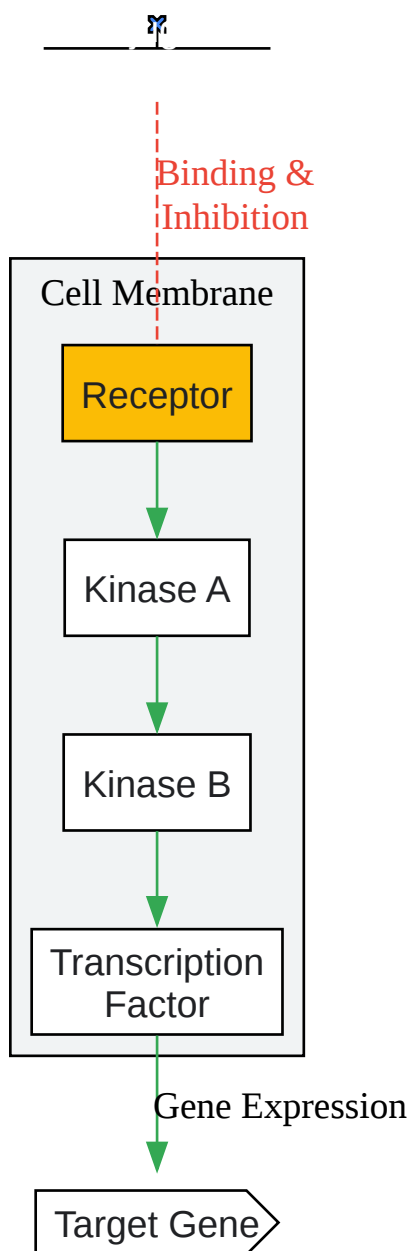 Binding &
Inhibition
Cell Membrane
Receptor
Kinase A
Kinase B
Transcription
Factor
Gene Expression
Target Gene